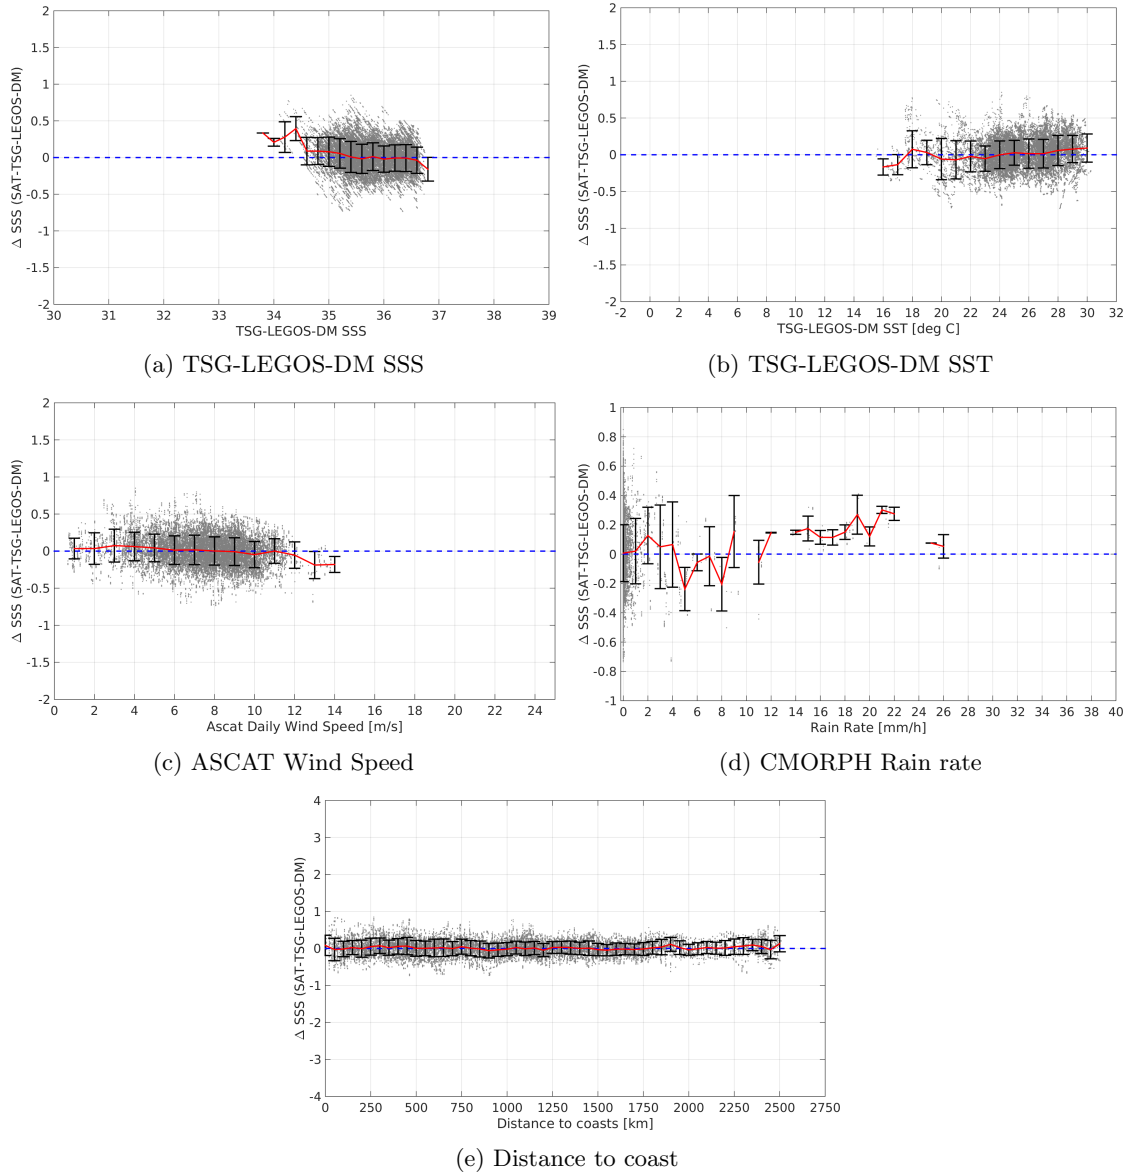 2
1.5
1
0.5
0
-0.5
-1
-1.5
-2
Δ SSS (SAT-TSG-LEGOS-DM)
30 31 32 33 34 35 36 37 38 39
TSG-LEGOS-DM SSS
(a) TSG-LEGOS-DM SSS
2
1.5
1
0.5
0
-0.5
-1
-1.5
-2
Δ SSS (SAT-TSG-LEGOS-DM)
-2 0 2 4 6 8 10 12 14 16 18 20 22 24 26 28 30 32
TSG-LEGOS-DM SST [deg C]
(b) TSG-LEGOS-DM SST
2
1.5
1
0.5
0
-0.5
-1
-1.5
-2
Δ SSS (SAT-TSG-LEGOS-DM)
0 2 4 6 8 10 12 14 16 18 20 22 24
Ascat Daily Wind Speed [m/s]
(c) ASCAT Wind Speed
1
0.8
0.6
0.4
0.2
0
-0.2
-0.4
-0.6
-0.8
-1
Δ SSS (SAT-TSG-LEGOS-DM)
0 2 4 6 8 10 12 14 16 18 20 22 24 26 28 30 32 34 36 38 40
Rain Rate [mm/h]
(d) CMORPH Rain rate
4
3
2
1
0
-1
-2
-3
-4
Δ SSS (SAT-TSG-LEGOS-DM)
0 250 500 750 1000 1250 1500 1750 2000 2250 2500 2750
Distance to coasts [km]
(e) Distance to coast